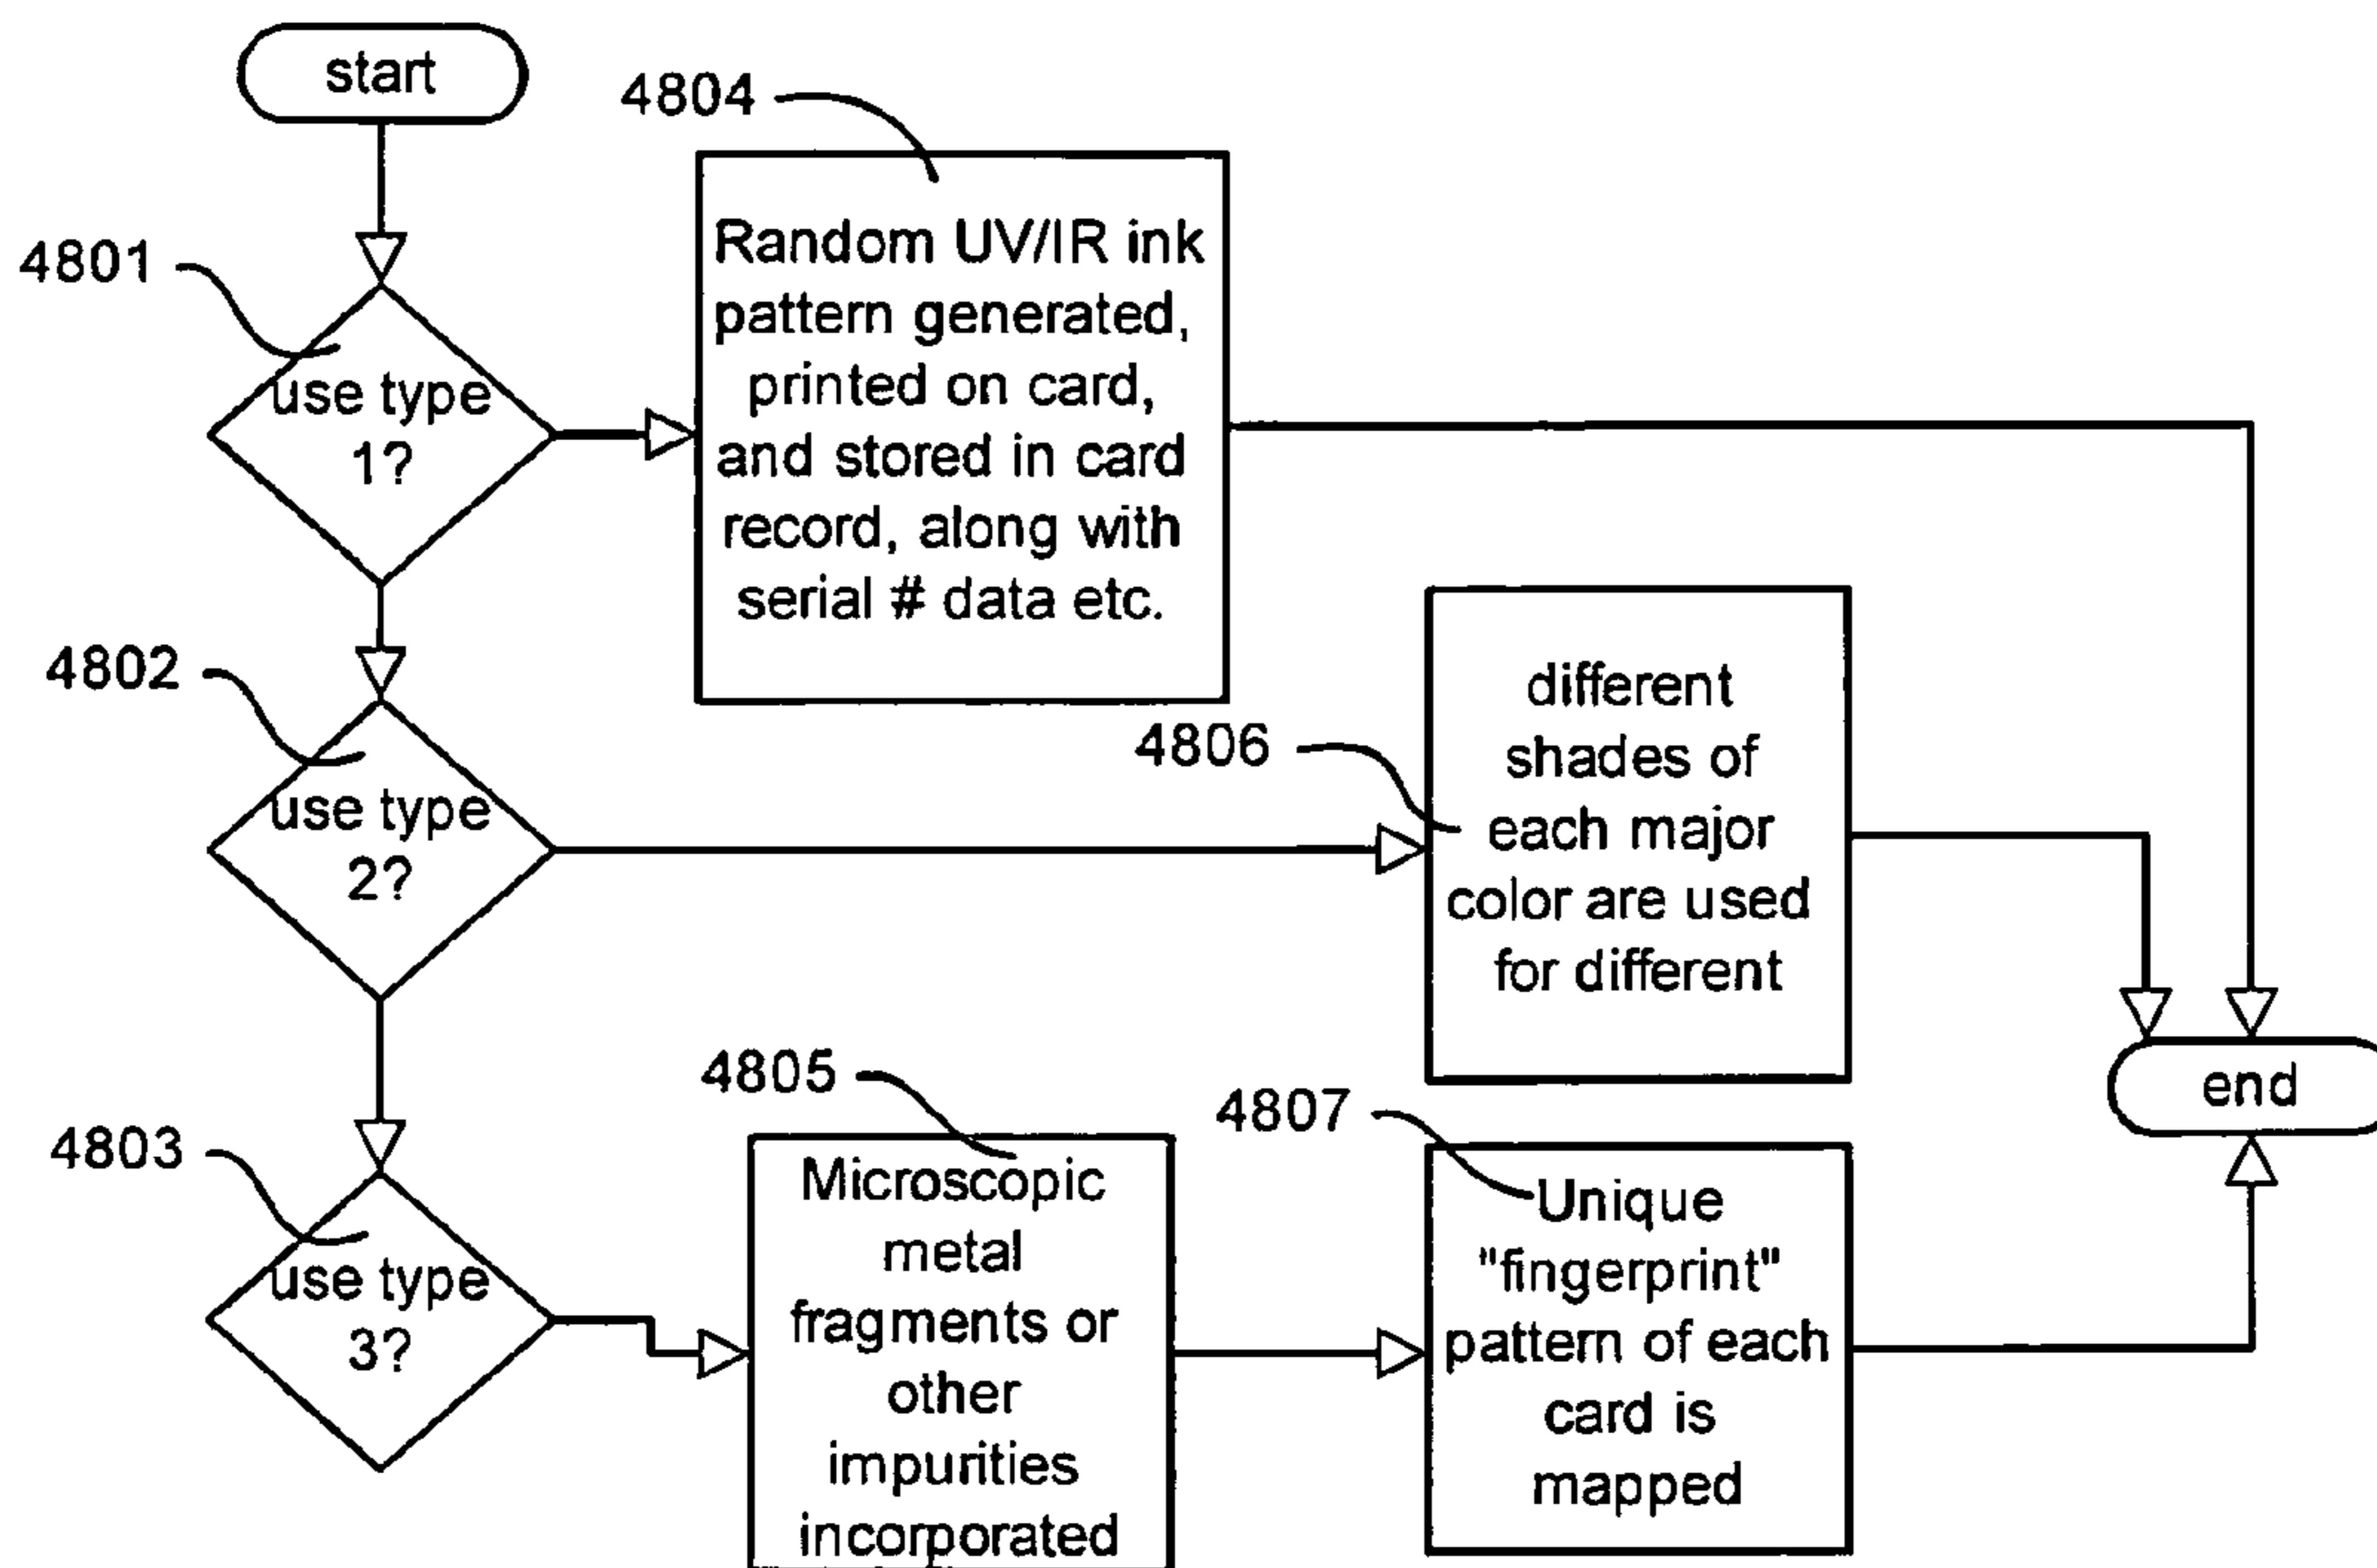 start
4804
4801
use type
1?
Random UV/IR ink
pattern generated,
printed on card,
and stored in card
record, along with
serial # data etc.
4802
use type
2?
4806
different
shades of
each major
color are used
for different
end
4803
use type
3?
4805
Microscopic
metal
fragments or
other
impurities
incorporated
4807
Unique
"fingerprint"
pattern of each
card is
mapped